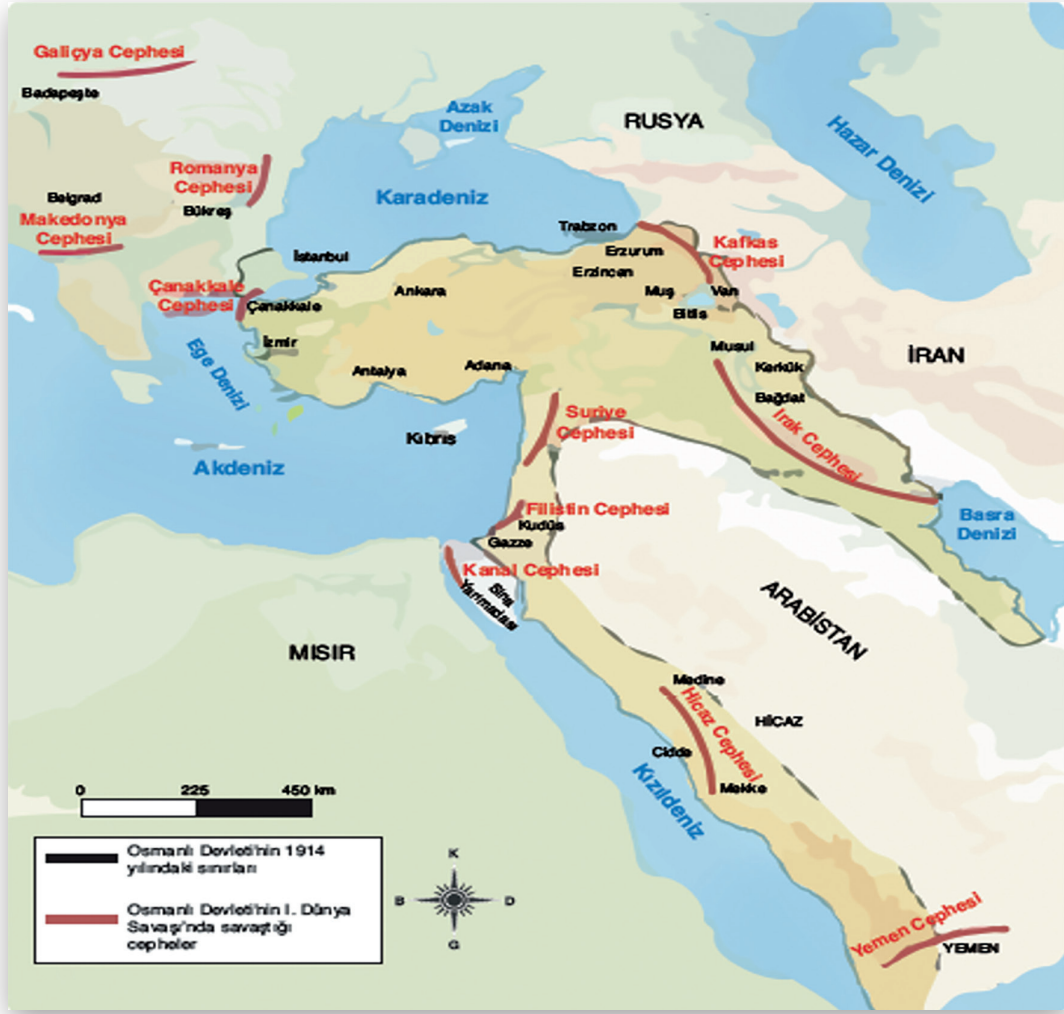 Galiçya Cephesi
Badapeşte
Azak
Denizi
RUSYA
Hazar Denizi
Romanya
Cephesi
Karadeniz
Belgrad
Bükreş
Makedonya
Cephesi
Trabzon
Erzurum
Kafkas
Cephesi
İstanbul
Erzincan
Çanakkale
Cephesi
Çanakkale
Ankara
Muş
Van
Bitlis
İzmir
Ege Denizi
Musul
İRAN
Antalya
Adana
Kerkük
Bağdat
Irak Cephesi
Suriye
Cephesi
Kıbrıs
Akdeniz
Filistin Cephesi
Kudüs
Gazze
Basra
Denizi
Kanal Cephesi
Sina
Yarımadası
ARABİSTAN
MISIR
Medine
Hicaz Cephesi
HİCAZ
Cidde
Mekke
Kızıldeniz
0 225 450 km
Osmanlı Devleti'nin 1914
yılındaki sınırları
Osmanlı Devleti'nin I. Dünya
Savaşı'nda savaştığı
cepheler
K
B D
G
Yemen Cephesi
YEMEN